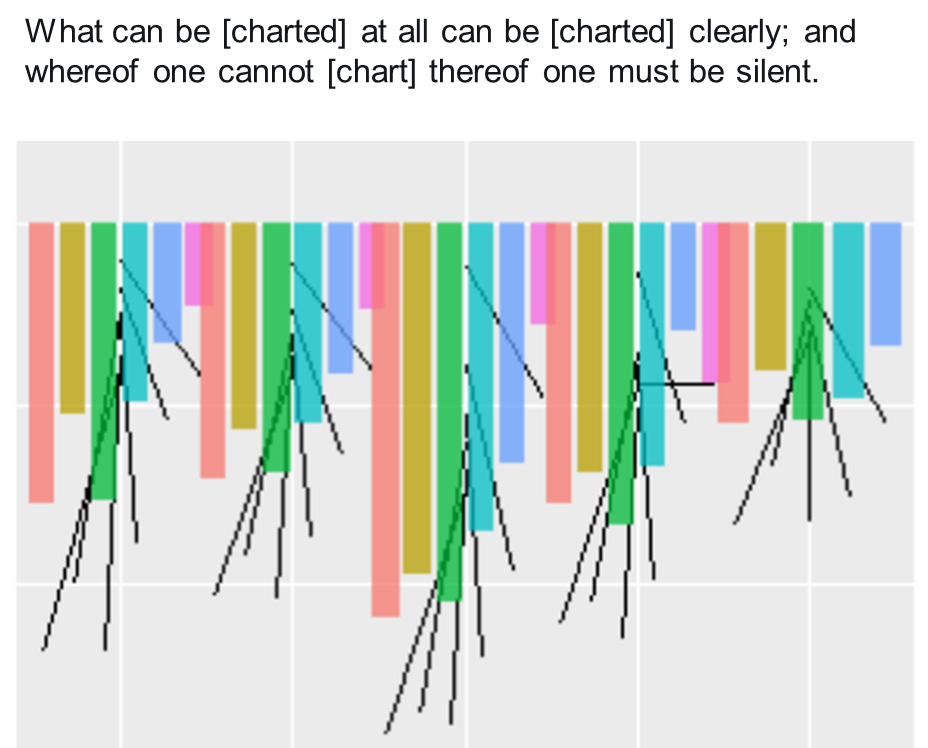 What can be [charted] at all can be [charted] clearly; and
whereof one cannot [chart] thereof one must be silent.